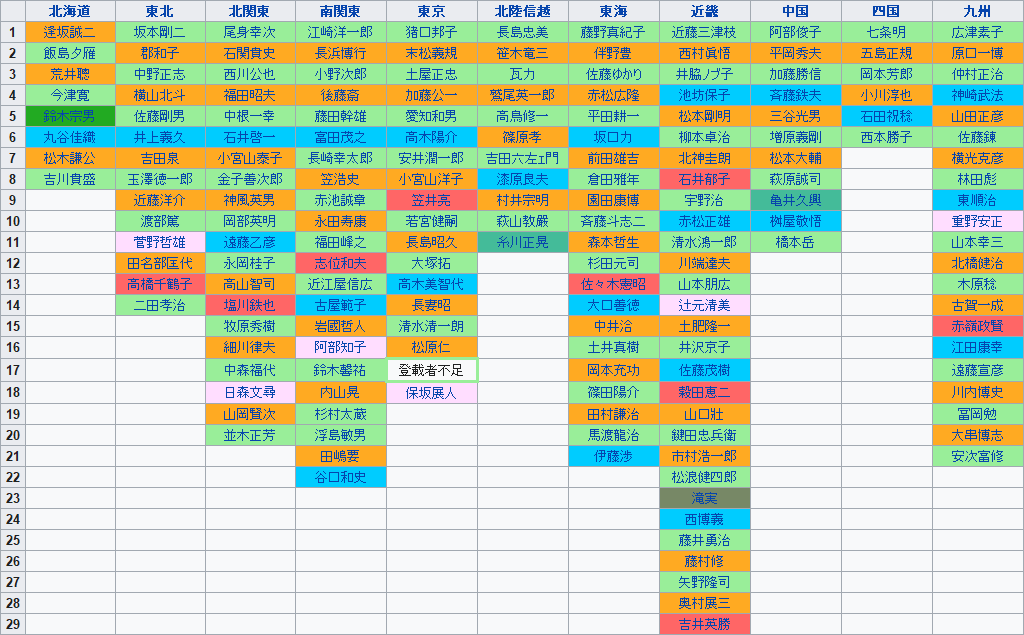 北海道 東北 北関東 南関東 東京 北陸信越 東海 近畿 中国 四国 九州
1 逢坂誠二 坂本剛二 尾身幸次 江崎洋一郎 猪口邦子 長島忠美 藤野真紀子 近藤三津枝 阿部俊子 七条明 広津素子
2 飯島夕雁 郡和子 石関貴史 長浜博行 末松義規 笹木竜三 伴野豊 西村眞悟 平岡秀夫 五島正規 原口一博
3 荒井聰 中野正志 西川公也 小野次郎 土屋正忠 瓦力 佐藤ゆかり 井脇ノブ子 加藤勝信 岡本芳郎 仲村正治
4 今津寛 横山北斗 福田昭夫 後藤斎 加藤公一 鷲尾英一郎 赤松広隆 池坊保子 斉藤鉄夫 小川淳也 神崎武法
5 鈴木宗男 佐藤剛男 中根一幸 藤田幹雄 愛知和男 高鳥修一 平田耕一 松本剛明 三谷光男 石田祝稔 山田正彦
6 丸谷佳織 井上義久 石井啓一 富田茂之 高木陽介 篠原孝 坂口力 柳本卓治 増原義剛 西本勝子 佐藤錬
7 松木謙公 吉田泉 小宮山泰子 長崎幸太郎 安井潤一郎 吉田六左エ門 前田雄吉 北神圭朗 松本大輔 横光克彦
8 吉川貴盛 玉澤徳一郎 金子善次郎 笠浩史 小宮山洋子 漆原良夫 倉田雅年 石井郁子 萩原誠司 林田彪
9 近藤洋介 神風英男 赤池誠章 笠井亮 村井宗明 園田康博 宇野治 亀井久興 東順治
10 渡部篤 岡部英明 永田寿康 若宮健嗣 萩山教嚴 斉藤斗志二 赤松正雄 桝屋敬悟 重野安正
11 菅野哲雄 遠藤乙彦 福田峰之 長島昭久 糸川正晃 森本哲生 清水鴻一郎 橋本岳 山本幸三
12 田名部匡代 永岡桂子 志位和夫 大塚拓 杉田元司 川端達夫 北橋健治
13 高橋千鶴子 高山智司 近江屋信広 高木美智代 佐々木憲昭 山本朋広 木原稔
14 二田孝治 塩川鉄也 古屋範子 長妻昭 大口善徳 辻元清美 古賀一成
15 牧原秀樹 岩國哲人 清水清一朗 中井洽 土肥隆一 赤嶺政賢
16 細川律夫 阿部知子 松原仁 土井真樹 井沢京子 江田康幸
17 中森福代 鈴木馨祐 登載者不足 岡本充功 佐藤茂樹 遠藤宣彦
18 日森文尋 内山晃 保坂展人 篠田陽介 穀田恵二 川内博史
19 山岡賢次 杉村太蔵 田村謙治 山口壯 冨岡勉
20 並木正芳 浮島敏男 馬渡龍治 鍵田忠兵衛 大串博志
21 田嶋要 伊藤渉 市村浩一郎 安次富修
22 谷口和史 松浪健四郎
23 滝実
24 西博義
25 藤井勇治
26 藤村修
27 矢野隆司
28 奥村展三
29 吉井英勝